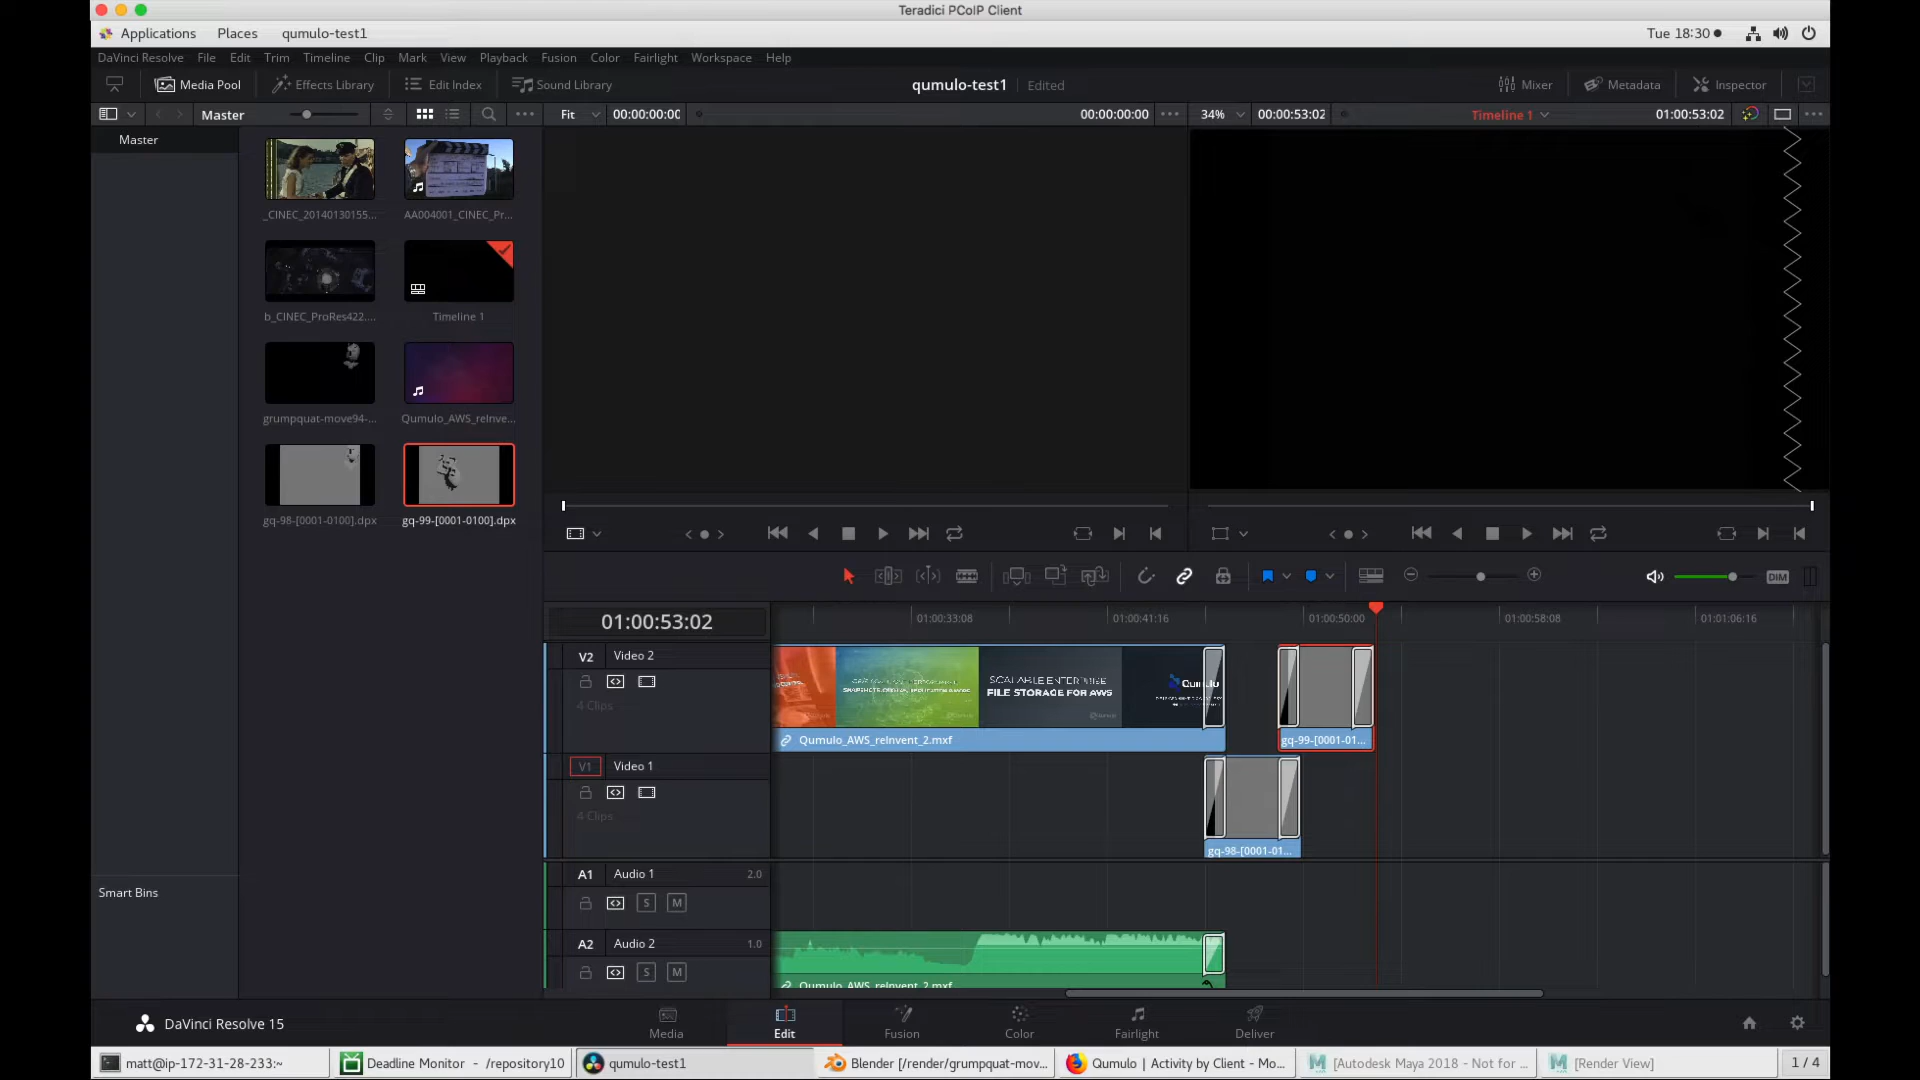 Teradici PCoIP Client
Applications Places qumulo-test1 Tue 18:30
DaVinci Resolve File Edit Trim Timeline Clip Mark View Playback Fusion Color Fairlight Workspace Help
Media Pool Effects Library Edit Index Sound Library qumulo-test1 Edited Mixer Metadata Inspector
Master Fit 00:00:00:00 00:00:00:00 34% 00:00:53:02 Timeline 1 01:00:53:02
Master
_CINEC_20140130155... AA004001_CINEC_Pr...
b_CINEC_ProRes422.... Timeline 1
grumpquat-move94-... Qumulo_AWS_reInve...
gq-98-[0001-0100].dpx gq-99-[0001-0100].dpx
DIM
01:00:53:02 01:00:33:08 01:00:41:16 01:00:50:00 01:00:58:08 01:01:06:16
V2 Video 2
4 Clips
SCALABLE ENTERPRISE
FILE STORAGE FOR AWS
Qumulo
Qumulo_AWS_reInvent_2.mxf gq-99-[0001-01...
V1 Video 1
4 Clips
gq-98-[0001-01...
A1 Audio 1 2.0
S M
Smart Bins
A2 Audio 2 1.0
S M
Qumulo_AWS_reInvent_2.mxf
DaVinci Resolve 15 Media Edit Fusion Color Fairlight Deliver
matt@ip-172-31-28-233:~ Deadline Monitor - /repository10 qumulo-test1 Blender [/render/grumpquat-mov... Qumulo | Activity by Client - Mo... [Autodesk Maya 2018 - Not for ... [Render View] 1 / 4